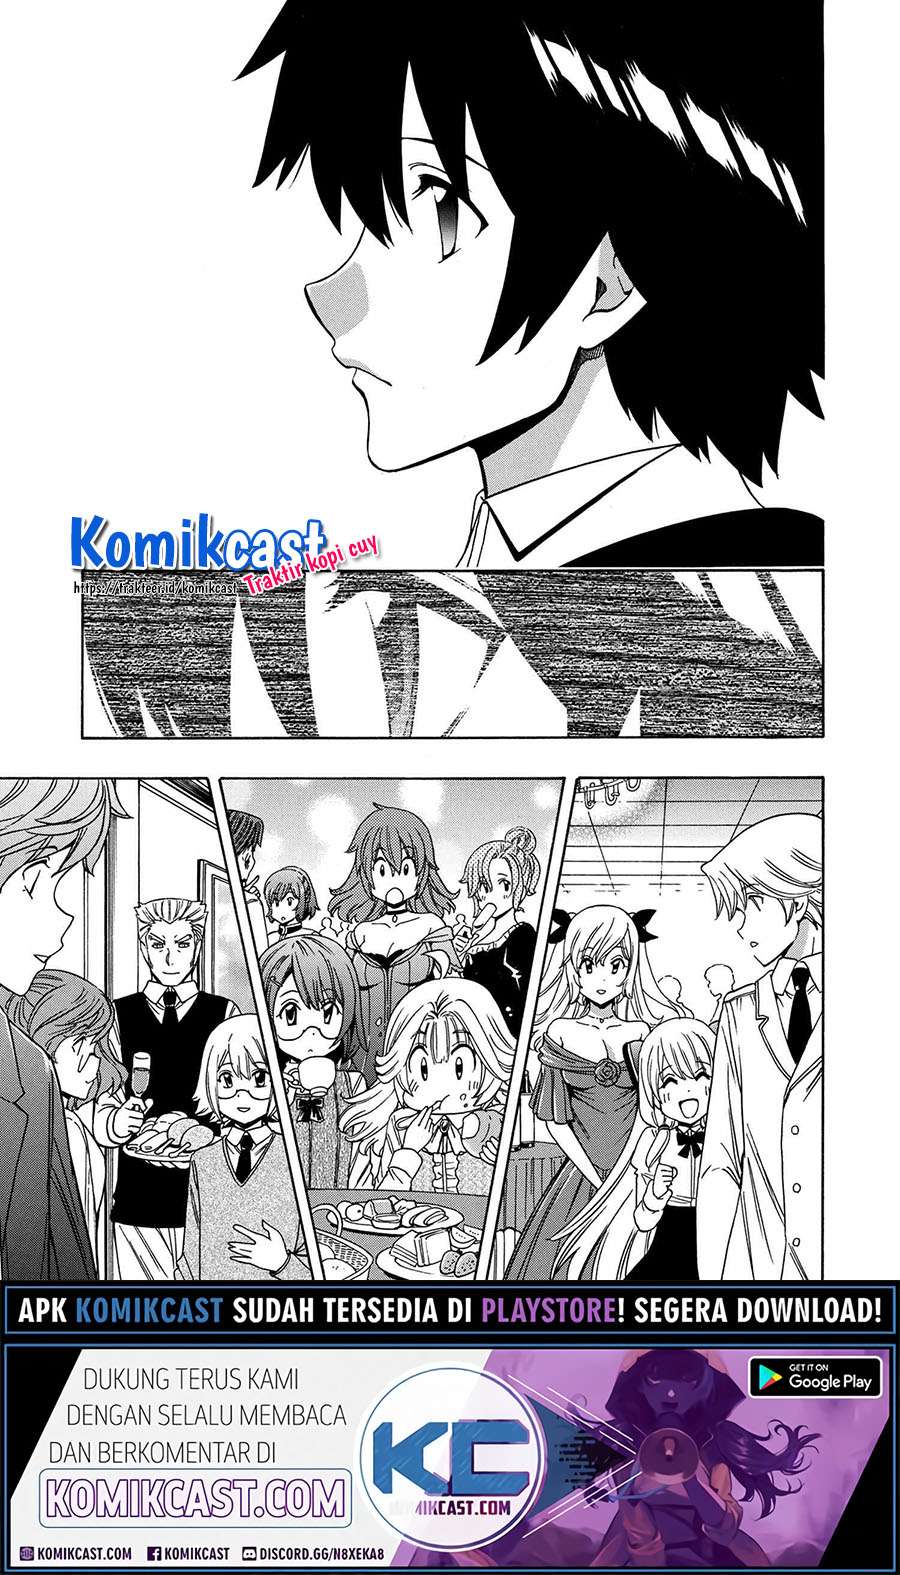 Komikcast
Traktir kopi cuy
https://trakteer.id/komikcast
APK KOMIKCAST SUDAH TERSEDIA DI PLAYSTORE! SEGERA DOWNLOAD!
DUKUNG TERUS KAMI
DENGAN SELALU MEMBACA
DAN BERKOMENTAR DI
KOMIKCAST.COM
KOMIKCAST.COM
KOMIKCAST
DISCORD.GG/N8XEKA8
KC
GET IT ON
Google Play